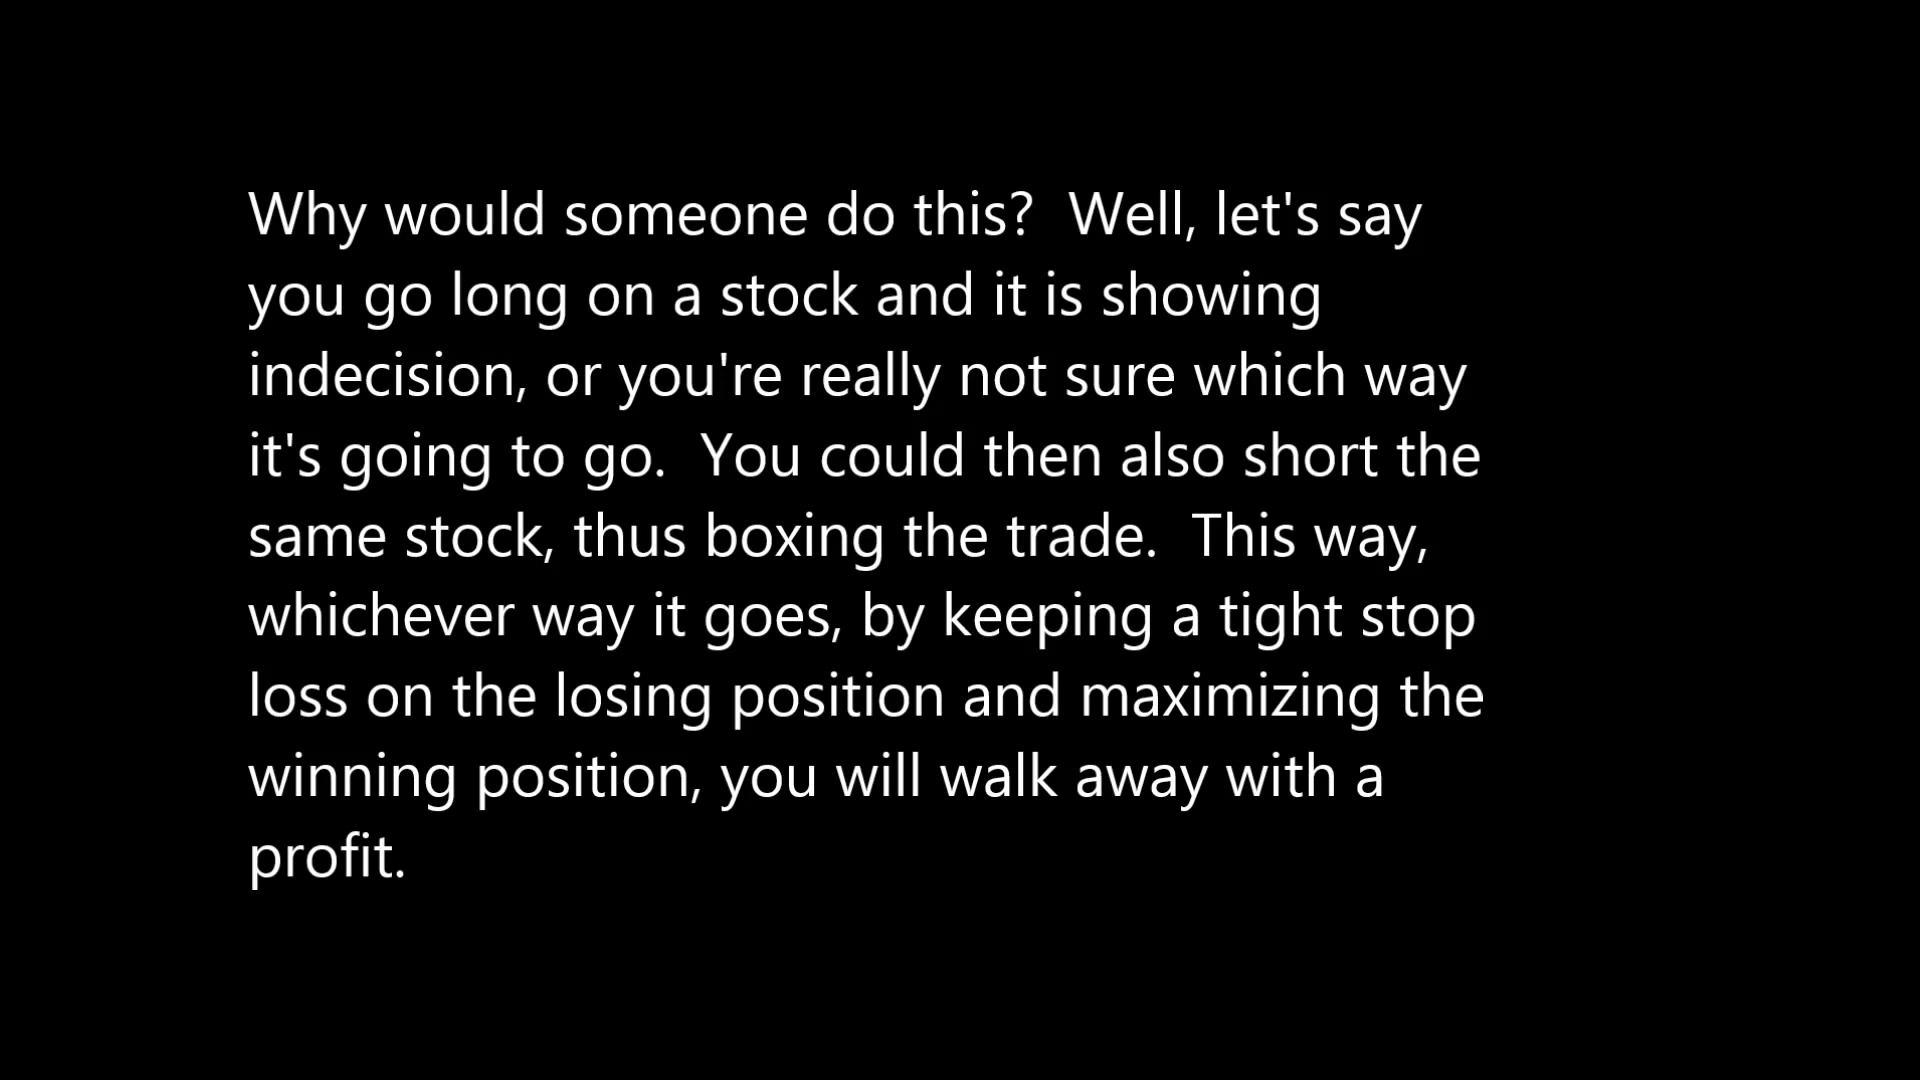 Why would someone do this?  Well, let's say
you go long on a stock and it is showing
indecision, or you're really not sure which way
it's going to go.  You could then also short the
same stock, thus boxing the trade.  This way,
whichever way it goes, by keeping a tight stop
loss on the losing position and maximizing the
winning position, you will walk away with a
profit.